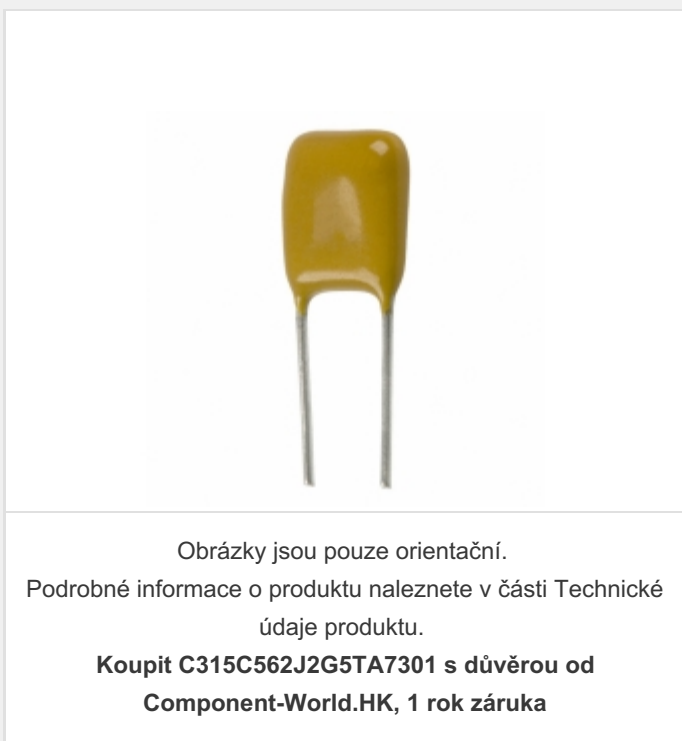 Obrázky jsou pouze orientační.
Podrobné informace o produktu naleznete v části Technické
údaje produktu.
Koupit C315C562J2G5TA7301 s důvěrou od
Component-World.HK, 1 rok záruka